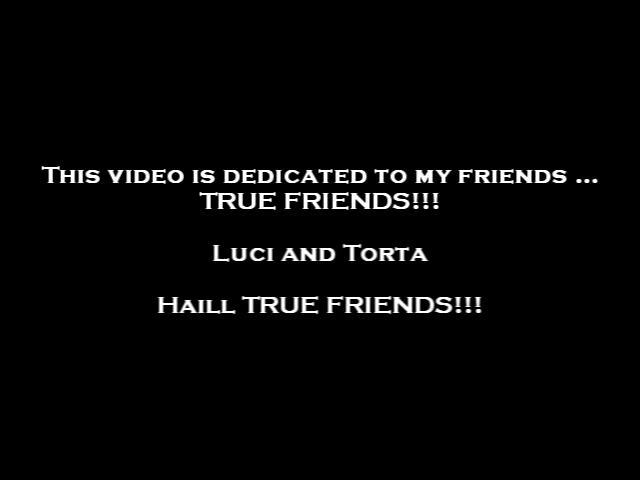 This video is dedicated to my friends ...
TRUE FRIENDS!!!
Luci and Torta
Haill TRUE FRIENDS!!!